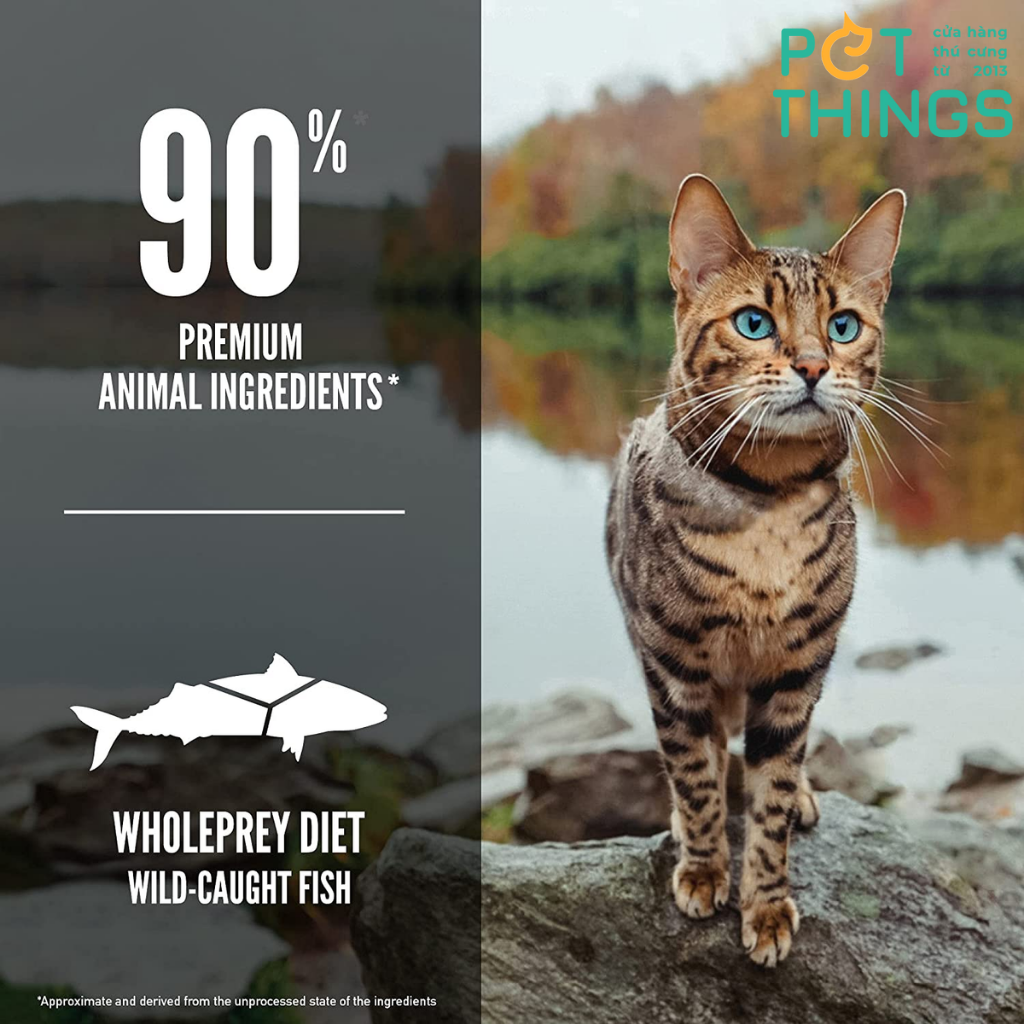 90%*
PREMIUM
ANIMAL INGREDIENTS*
WHOLEPREY DIET
WILD-CAUGHT FISH
*Approximate and derived from the unprocessed state of the ingredients
PET
THINGS
cửa hàng
thú cưng
từ 2013